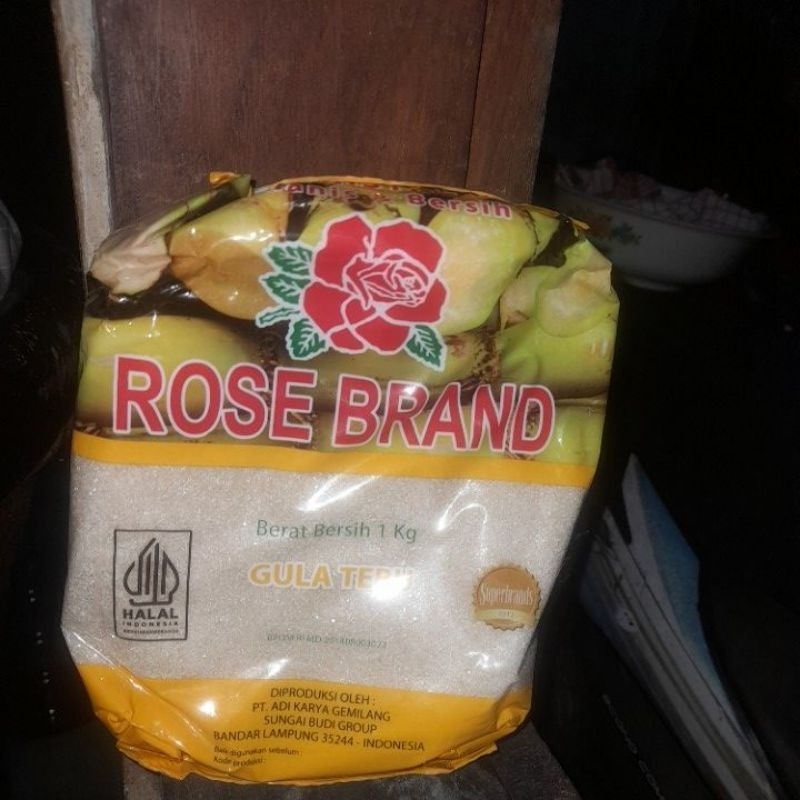 Manis & Bersih
ROSE BRAND
Berat Bersih 1 Kg
GULA TEBU
HALAL
INDONESIA
Superbrands
DIPRODUKSI OLEH :
PT. ADI KARYA GEMILANG
SUNGAI BUDI GROUP
BANDAR LAMPUNG 35244 - INDONESIA
Baik digunakan sebelum :
Kode produksi :